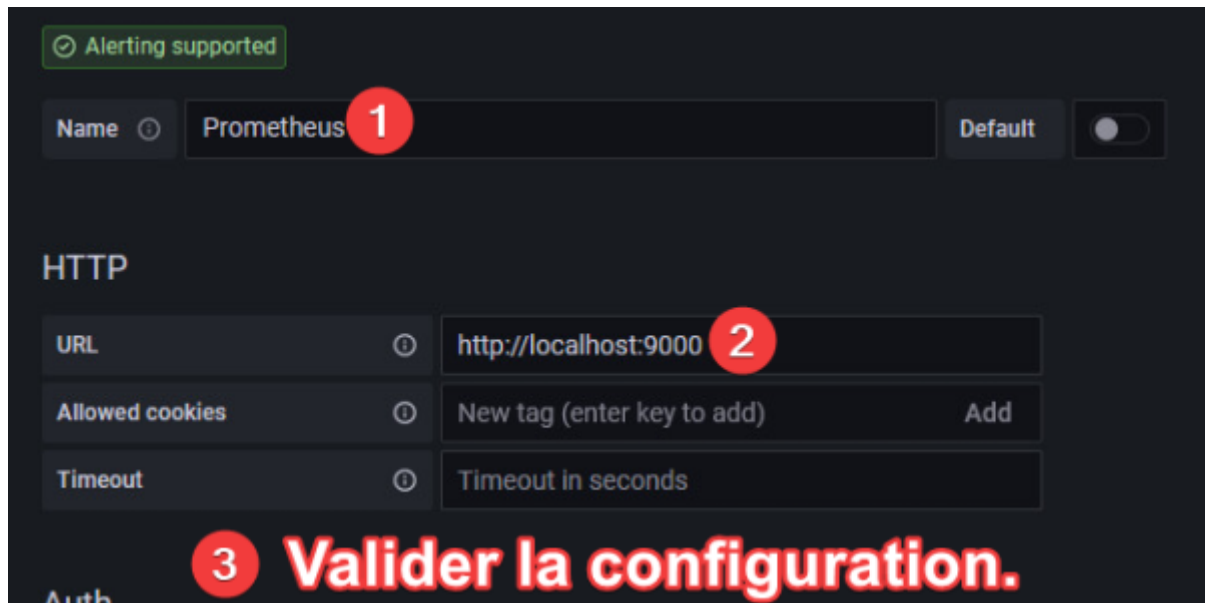 Alerting supported
Name Prometheus 1 Default
HTTP
URL http://localhost:9000 2
Allowed cookies New tag (enter key to add) Add
Timeout Timeout in seconds
3 Valider la configuration.
Auth